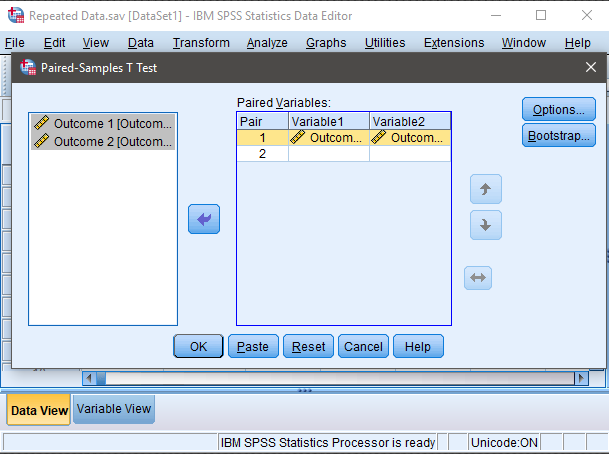 Repeated Data.sav [DataSet1] - IBM SPSS Statistics Data Editor
File Edit View Data Transform Analyze Graphs Utilities Extensions Window Help
Paired-Samples T Test
Paired Variables:
Outcome 1 [Outcom...
Outcome 2 [Outcom...
Pair Variable1 Variable2
1 Outcom... Outcom...
2
Options...
Bootstrap...
OK Paste Reset Cancel Help
Data View Variable View
IBM SPSS Statistics Processor is ready Unicode:ON